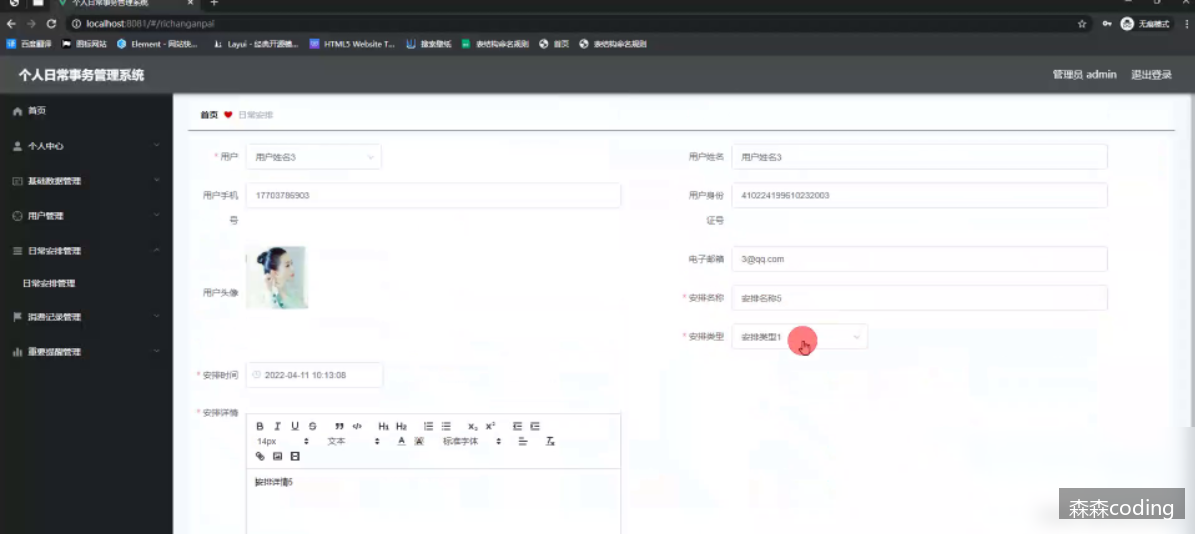 个人日常事务管理系统
localhost:8081/#/richanganpai
无痕模式
百度翻译 图标网站 Element - 网站快... Layui - 经典开源模... HTML5 Website T... 搜索壁纸 表结构命名规则 首页 表结构命名规则
个人日常事务管理系统 管理员 admin 退出登录
首页
个人中心
基础数据管理
用户管理
日常安排管理
日常安排管理
消费记录管理
重要提醒管理
首页 日常安排
* 用户 用户姓名3 用户姓名 用户姓名3
用户手机号 17703786903 用户身份证号 410224199610232003
用户头像
电子邮箱 3@qq.com
* 安排名称 安排名称5
* 安排类型 安排类型1
* 安排时间 2022-04-11 10:13:08
* 安排详情
B I U S ” </> H1 H2 x₂ x²
14px 文本 A A 标准字体 Tx
安排详情5
森森coding